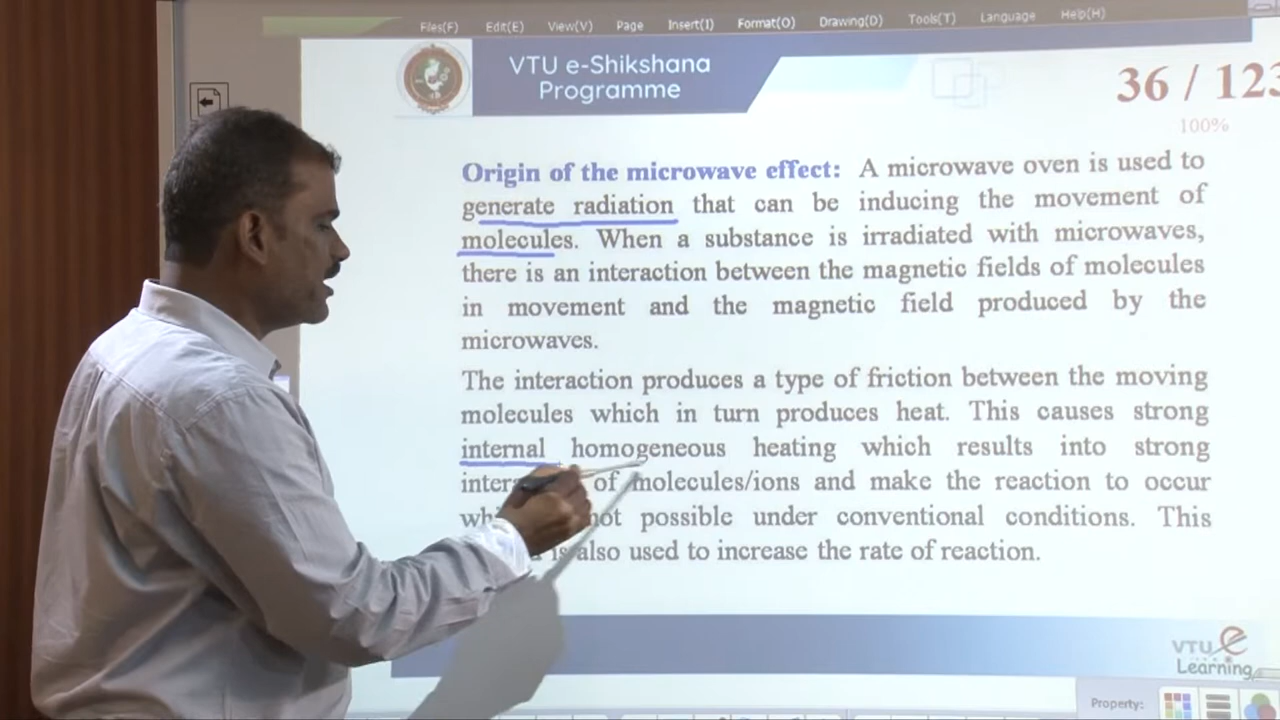 Files(F) Edit(E) View(V) Page Insert(I) Format(O) Drawing(D) Tools(T) Language Help(H)
VTU e-Shikshana
Programme
36 / 123
100%
Origin of the microwave effect: A microwave oven is used to
generate radiation that can be inducing the movement of
molecules. When a substance is irradiated with microwaves,
there is an interaction between the magnetic fields of molecules
in movement and the magnetic field produced by the
microwaves.
The interaction produces a type of friction between the moving
molecules which in turn produces heat. This causes strong
internal homogeneous heating which results into strong
of molecules/ions and make the reaction to occur
not possible under conventional conditions. This
is also used to increase the rate of reaction.
VTU e
Learning
Property: